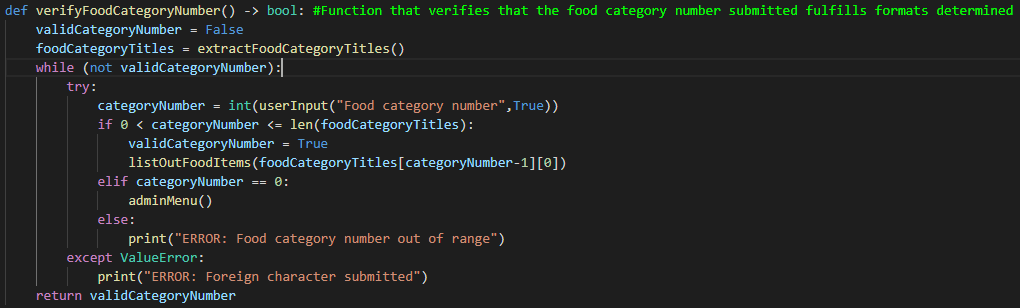 def verifyFoodCategoryNumber() -> bool: #Function that verifies that the food category number submitted fulfills formats determined
    validCategoryNumber = False
    foodCategoryTitles = extractFoodCategoryTitles()
    while (not validCategoryNumber):
        try:
            categoryNumber = int(userInput("Food category number",True))
            if 0 < categoryNumber <= len(foodCategoryTitles):
                validCategoryNumber = True
                listOutFoodItems(foodCategoryTitles[categoryNumber-1][0])
            elif categoryNumber == 0:
                adminMenu()
            else:
                print("ERROR: Food category number out of range")
        except ValueError:
            print("ERROR: Foreign character submitted")
    return validCategoryNumber